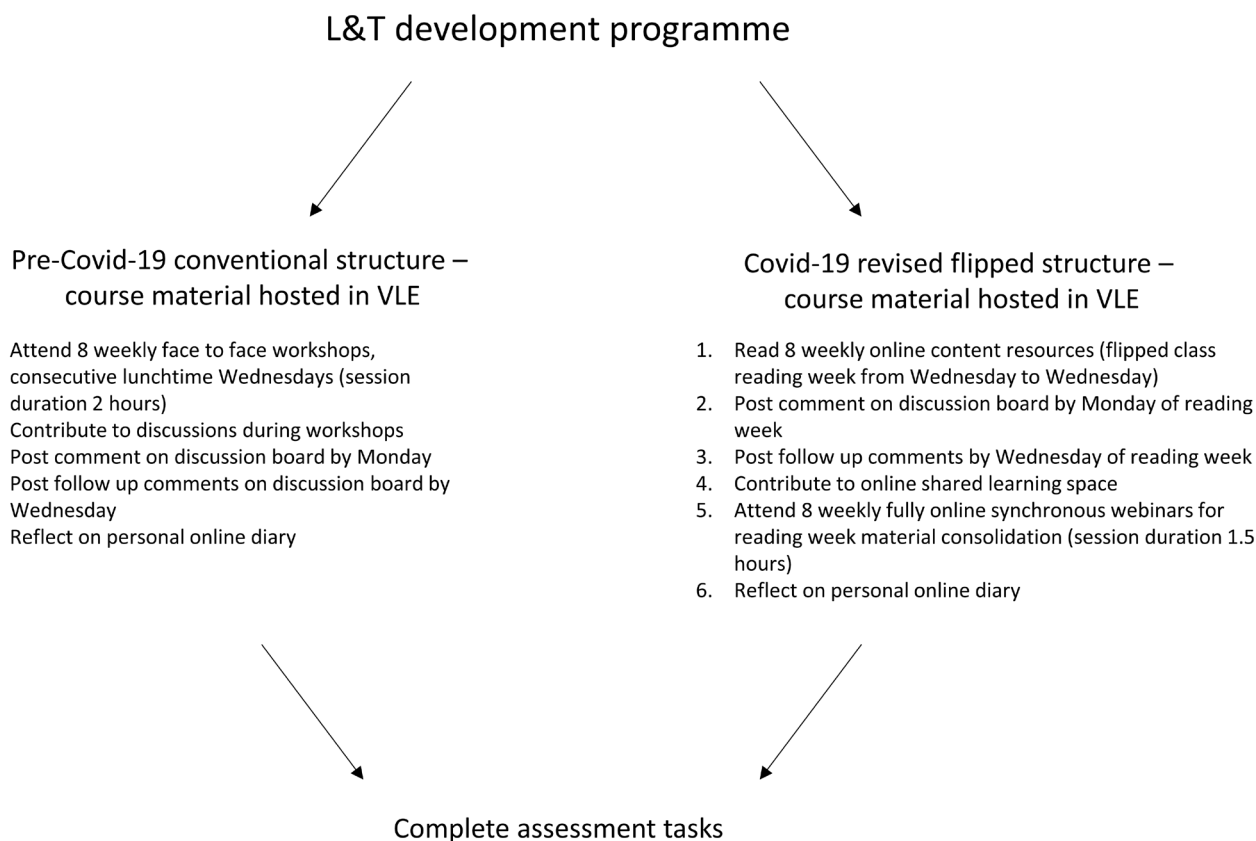 L&T development programme
Pre-Covid-19 conventional structure –
course material hosted in VLE
Attend 8 weekly face to face workshops,
consecutive lunchtime Wednesdays (session
duration 2 hours)
Contribute to discussions during workshops
Post comment on discussion board by Monday
Post follow up comments on discussion board by
Wednesday
Reflect on personal online diary
Covid-19 revised flipped structure –
course material hosted in VLE
1. Read 8 weekly online content resources (flipped class
reading week from Wednesday to Wednesday)
2. Post comment on discussion board by Monday of reading
week
3. Post follow up comments by Wednesday of reading week
4. Contribute to online shared learning space
5. Attend 8 weekly fully online synchronous webinars for
reading week material consolidation (session duration 1.5
hours)
6. Reflect on personal online diary
Complete assessment tasks